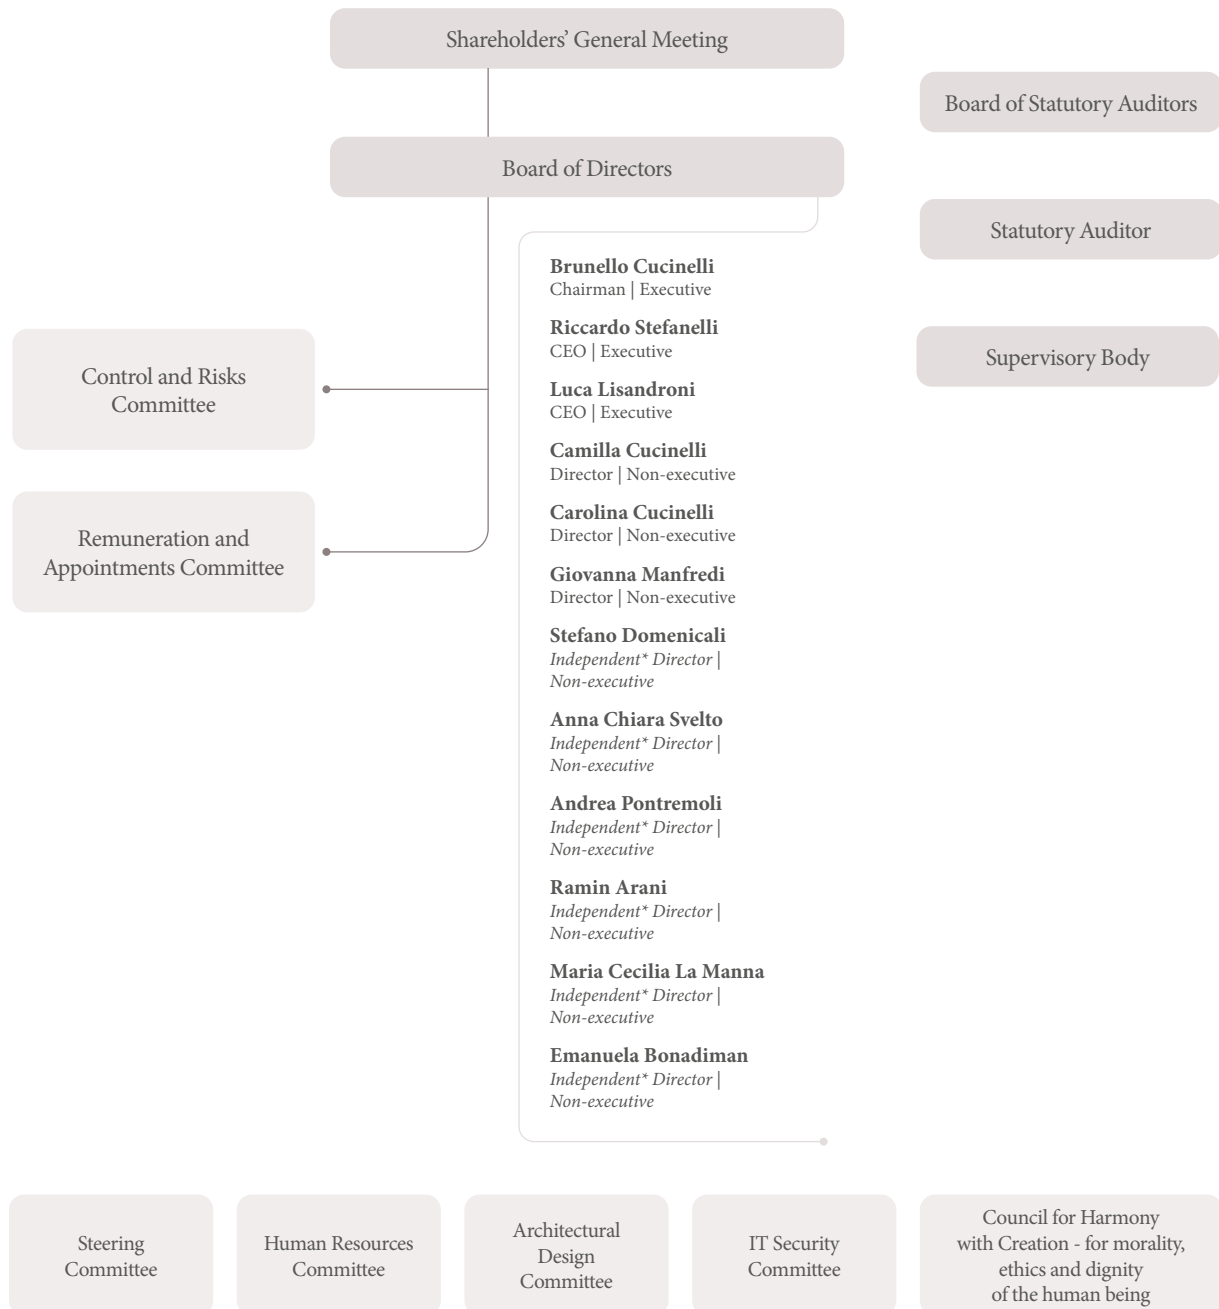 Shareholders’ General Meeting
Board of Statutory Auditors
Board of Directors
Statutory Auditor
Supervisory Body
Control and Risks
Committee
Remuneration and
Appointments Committee
Brunello Cucinelli
Chairman | Executive
Riccardo Stefanelli
CEO | Executive
Luca Lisandroni
CEO | Executive
Camilla Cucinelli
Director | Non-executive
Carolina Cucinelli
Director | Non-executive
Giovanna Manfredi
Director | Non-executive
Stefano Domenicali
Independent* Director |
Non-executive
Anna Chiara Svelto
Independent* Director |
Non-executive
Andrea Pontremoli
Independent* Director |
Non-executive
Ramin Arani
Independent* Director |
Non-executive
Maria Cecilia La Manna
Independent* Director |
Non-executive
Emanuela Bonadiman
Independent* Director |
Non-executive
Steering
Committee
Human Resources
Committee
Architectural
Design
Committee
IT Security
Committee
Council for Harmony
with Creation - for morality,
ethics and dignity
of the human being